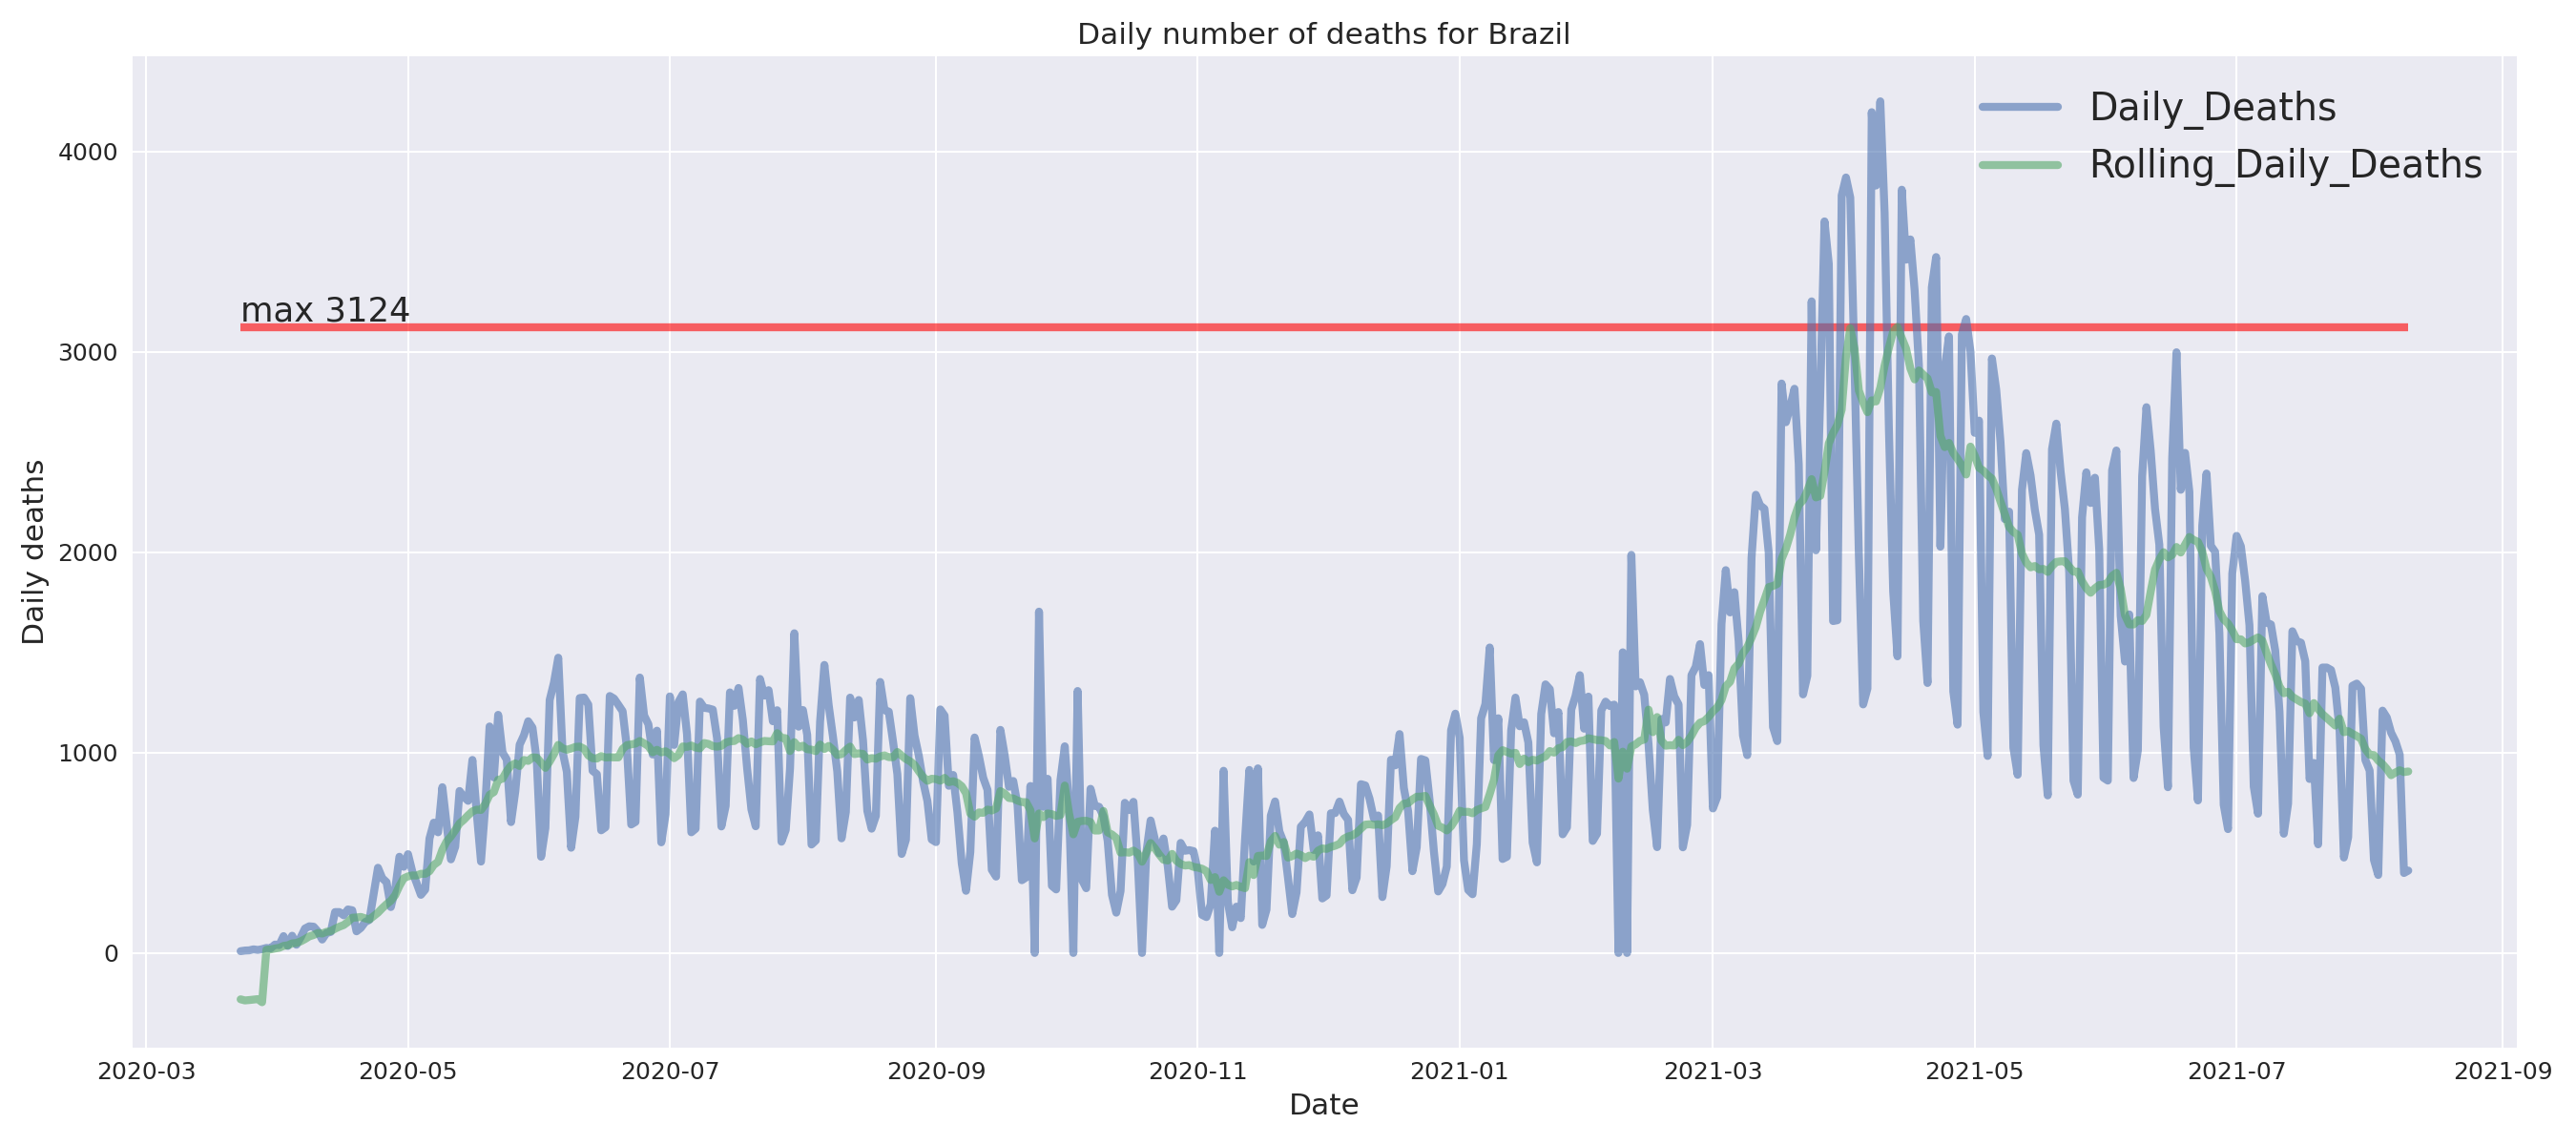 Daily number of deaths for Brazil
Daily_Deaths
Rolling_Daily_Deaths
max 3124
Daily deaths
4000
3000
2000
1000
0
2020-03 2020-05 2020-07 2020-09 2020-11 2021-01 2021-03 2021-05 2021-07 2021-09
Date